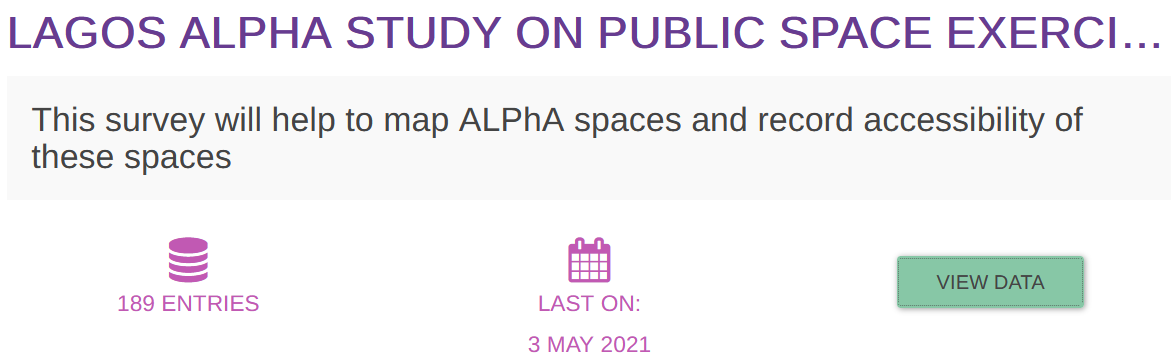 LAGOS ALPHA STUDY ON PUBLIC SPACE EXERCI...
This survey will help to map ALPhA spaces and record accessibility of
these spaces
189 ENTRIES
LAST ON:
3 MAY 2021
VIEW DATA